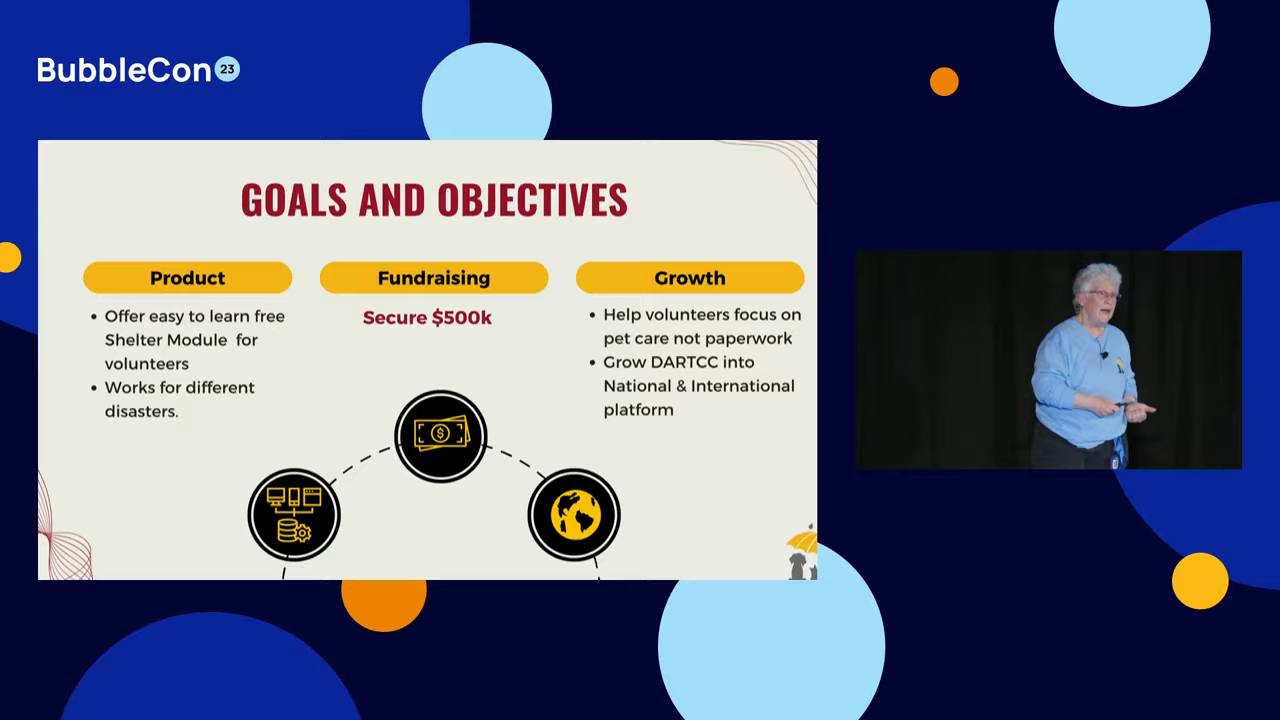 BubbleCon 23
GOALS AND OBJECTIVES
Product
• Offer easy to learn free
Shelter Module for
volunteers
• Works for different
disasters.
Fundraising
Secure $500k
Growth
• Help volunteers focus on
pet care not paperwork
• Grow DARTCC into
National & International
platform